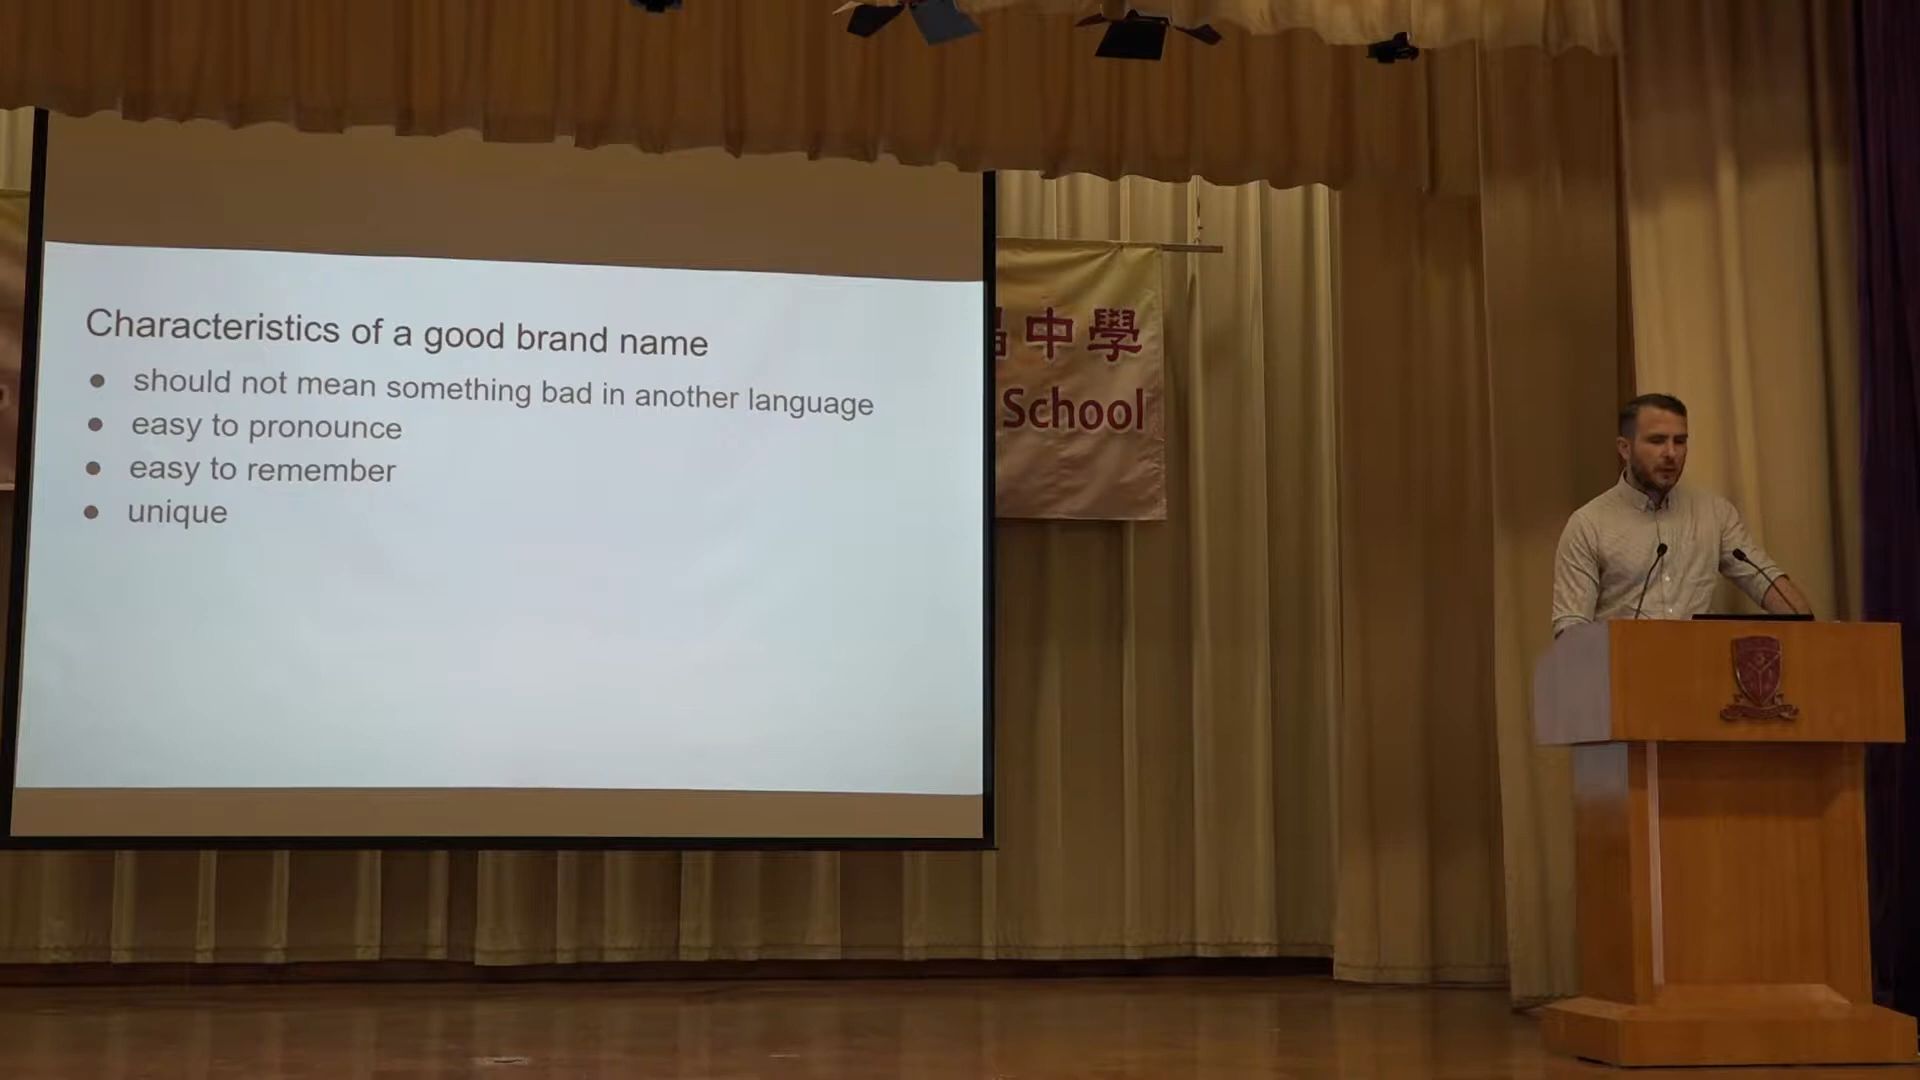 Characteristics of a good brand name
● should not mean something bad in another language
● easy to pronounce
● easy to remember
● unique
中學
School